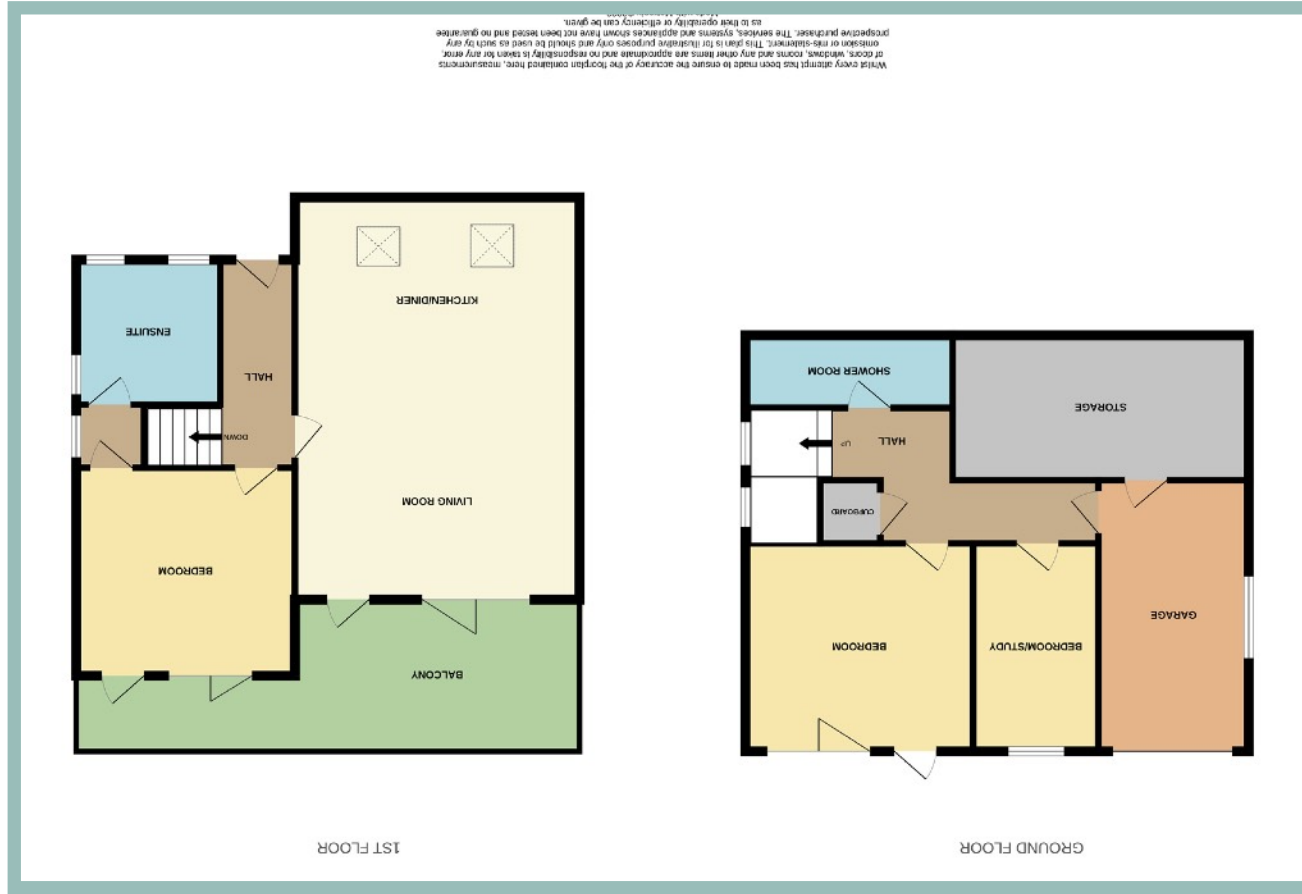 GROUND FLOOR
1ST FLOOR
GARAGE
BEDROOM/STUDY
BEDROOM
CUPBOARD
HALL
UP
STORAGE
SHOWER ROOM
BALCONY
BEDROOM
LIVING ROOM
DOWN
HALL
ENSUITE
KITCHEN/DINER
Whilst every attempt has been made to ensure the accuracy of the floorplan contained here, measurements
of doors, windows, rooms and any other items are approximate and no responsibility is taken for any error,
omission or mis-statement. This plan is for illustrative purposes only and should be used as such by any
prospective purchaser. The services, systems and appliances shown have not been tested and no guarantee
as to their operability or efficiency can be given.